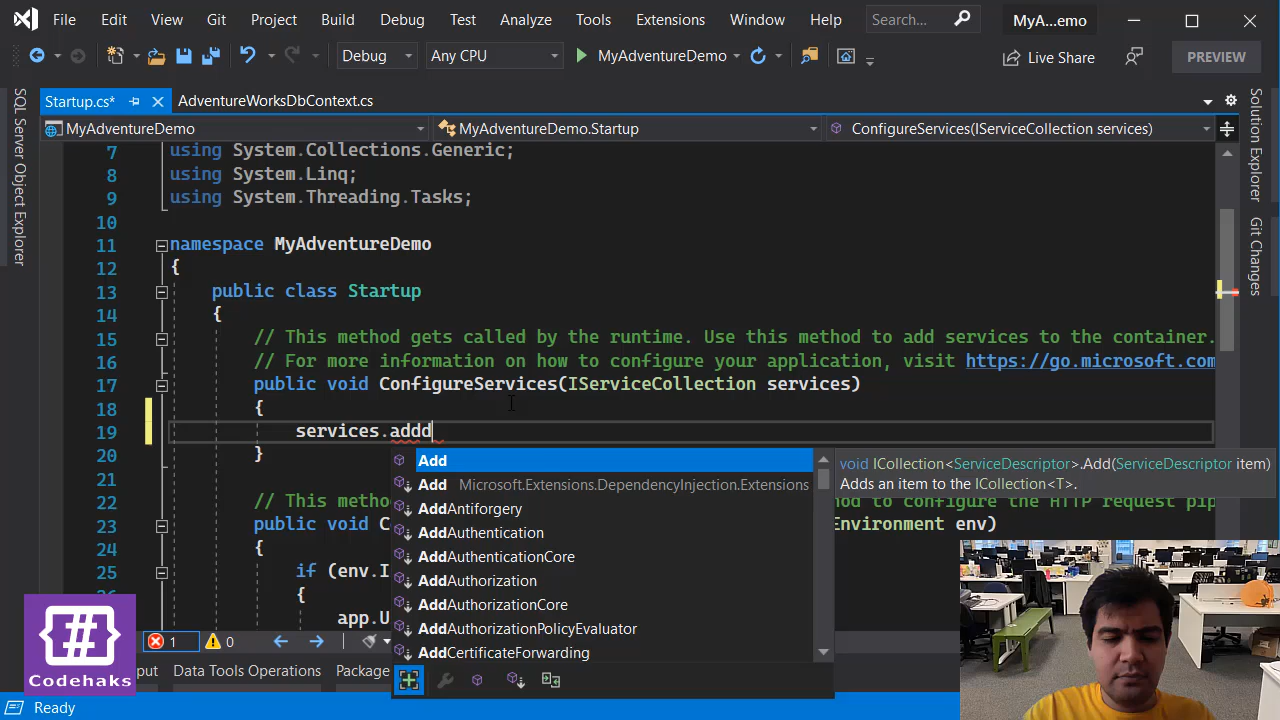 File Edit View Git Project Build Debug Test Analyze Tools Extensions Window Help Search... MyA...emo
Debug Any CPU MyAdventureDemo Live Share PREVIEW
Startup.cs* AdventureWorksDbContext.cs
MyAdventureDemo MyAdventureDemo.Startup ConfigureServices(IServiceCollection services)
SQL Server Object Explorer
Solution Explorer
Git Changes
7 using System.Collections.Generic;
8 using System.Linq;
9 using System.Threading.Tasks;
10
11 namespace MyAdventureDemo
12 {
13 public class Startup
14 {
15 // This method gets called by the runtime. Use this method to add services to the container.
16 // For more information on how to configure your application, visit https://go.microsoft.com
17 public void ConfigureServices(IServiceCollection services)
18 {
19 services.addd
20 }
21
22 // This metho od to configure the HTTP request pip
23 public void C Environment env)
24 {
25 if (env.I
{
app.U
Add
Add Microsoft.Extensions.DependencyInjection.Extensions
AddAntiforgery
AddAuthentication
AddAuthenticationCore
AddAuthorization
AddAuthorizationCore
AddAuthorizationPolicyEvaluator
AddCertificateForwarding
void ICollection<ServiceDescriptor>.Add(ServiceDescriptor item)
Adds an item to the ICollection<T>.
1 0
put Data Tools Operations Package
Ready
{#}
Codehaks